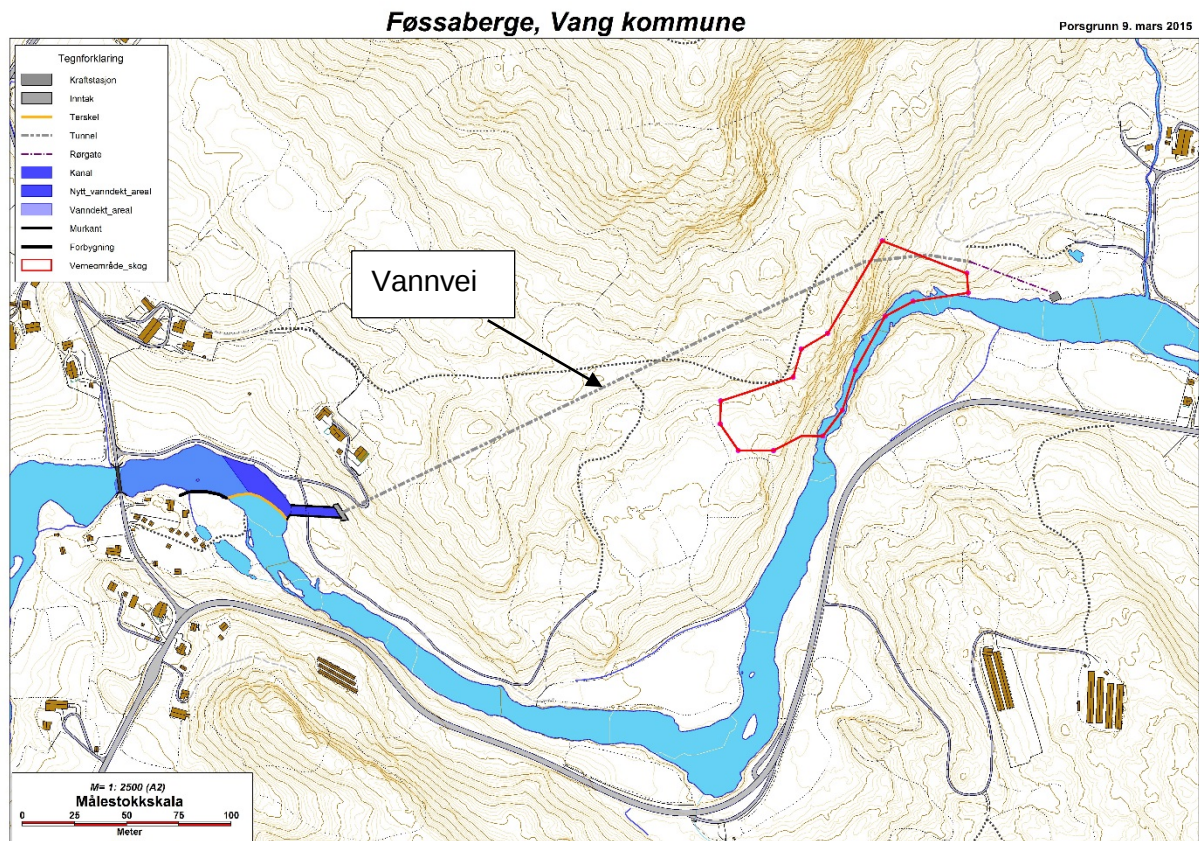 Føssaberge, Vang kommune
Porsgrunn 9. mars 2015
Tegnforklaring
Kraftstasjon
Inntak
Terskel
Tunnel
Rørgate
Kanal
Nytt_vanndekt_areal
Vanndekt_areal
Murkant
Forbygning
Verneområde_skog
Vannvei
M= 1: 2500 (A2)
Målestokkskala
0 25 50 75 100
Meter